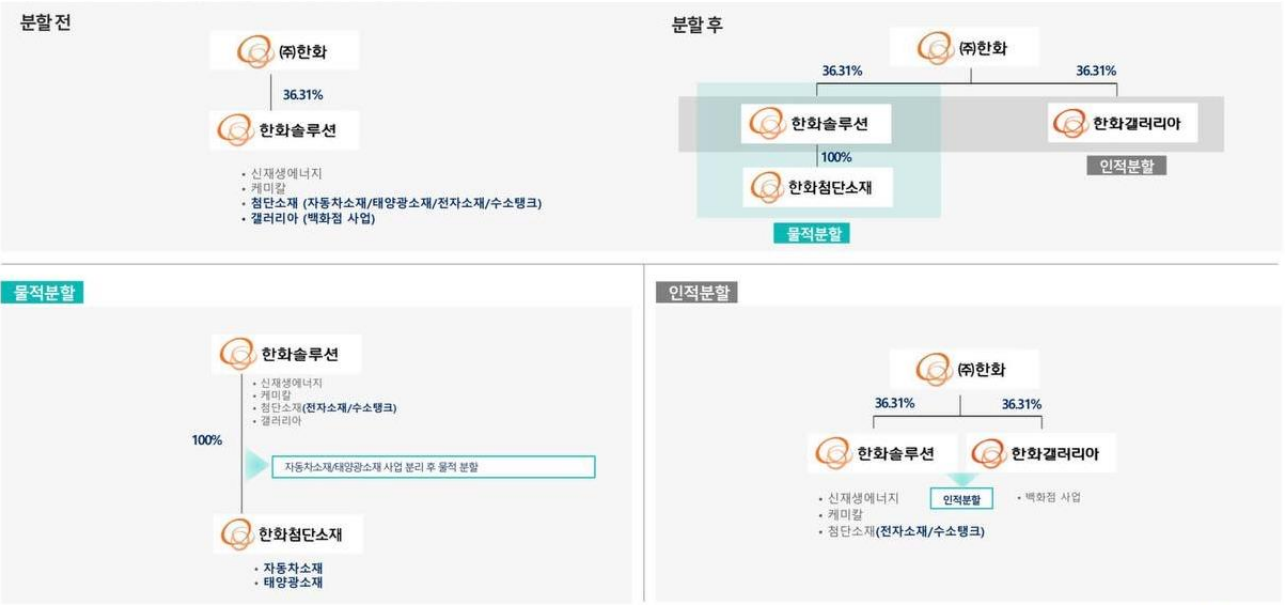 분할 전
㈜한화
36.31%
한화솔루션
• 신재생에너지
• 케미칼
• 첨단소재 (자동차소재/태양광소재/전자소재/수소탱크)
• 갤러리아 (백화점 사업)
분할 후
㈜한화
36.31% 36.31%
한화솔루션 한화갤러리아
100%
인적분할
한화첨단소재
물적분할
물적분할
한화솔루션
• 신재생에너지
• 케미칼
• 첨단소재(전자소재/수소탱크)
• 갤러리아
100%
자동차소재/태양광소재 사업 분리 후 물적 분할
한화첨단소재
• 자동차소재
• 태양광소재
인적분할
㈜한화
36.31% 36.31%
한화솔루션 한화갤러리아
• 신재생에너지 인적분할 • 백화점 사업
• 케미칼
• 첨단소재(전자소재/수소탱크)